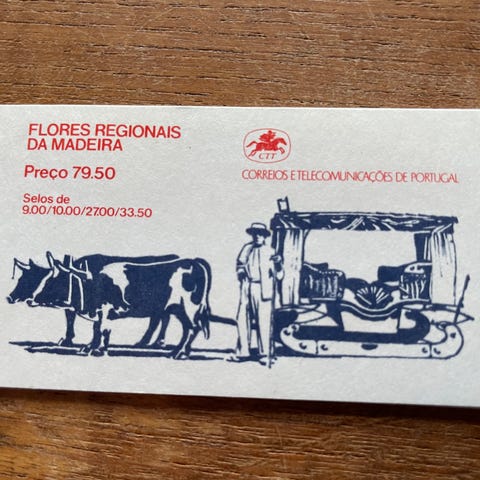 FLORES REGIONAIS
DA MADEIRA
Preço 79.50
Selos de
9.00/10.00/27.00/33.50
CTT
CORREIOS E TELECOMUNICAÇÕES DE PORTUGAL